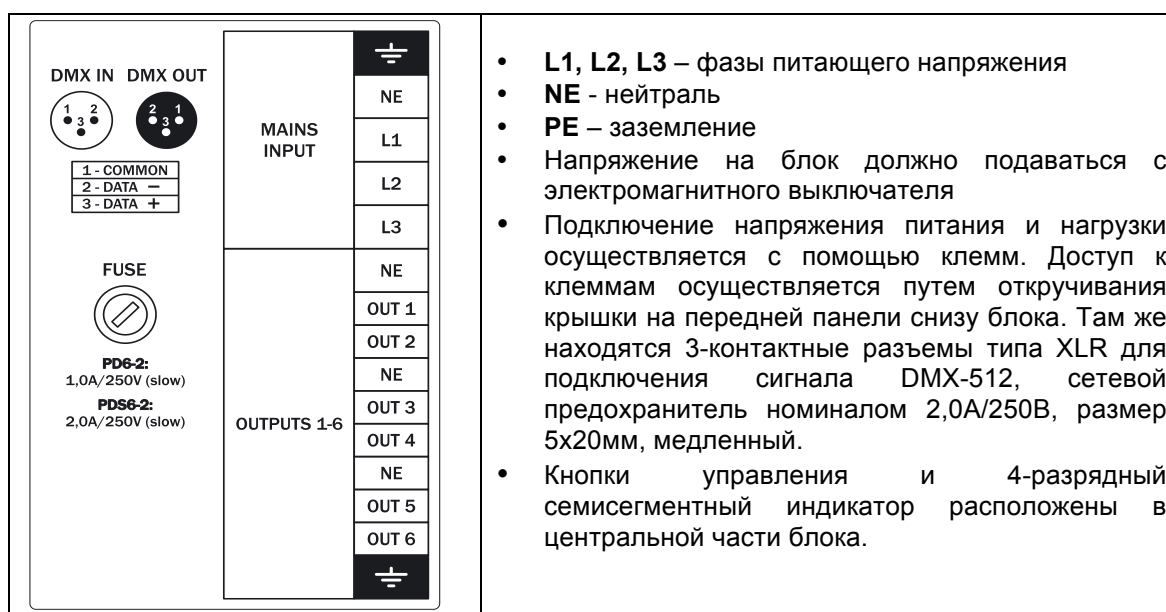 DMX IN DMX OUT
1 2
3
2 1
3
1 - COMMON
2 - DATA –
3 - DATA +
FUSE
PD6-2:
1,0A/250V (slow)
PDS6-2:
2,0A/250V (slow)
MAINS
INPUT
NE
L1
L2
L3
OUTPUTS 1-6
NE
OUT 1
OUT 2
NE
OUT 3
OUT 4
NE
OUT 5
OUT 6
• L1, L2, L3 – фазы питающего напряжения
• NE - нейтраль
• PE – заземление
• Напряжение на блок должно подаваться с
электромагнитного выключателя
• Подключение напряжения питания и нагрузки
осуществляется с помощью клемм. Доступ к
клеммам осуществляется путем откручивания
крышки на передней панели снизу блока. Там же
находятся 3-контактные разъемы типа XLR для
подключения сигнала DMX-512, сетевой
предохранитель номиналом 2,0А/250В, размер
5х20мм, медленный.
• Кнопки управления и 4-разрядный
семисегментный индикатор расположены в
центральной части блока.